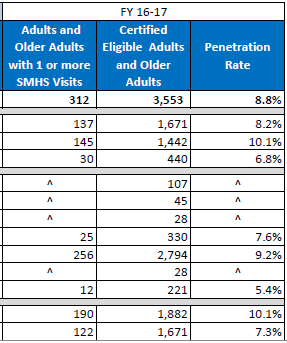 FY 16-17
Adults and Older Adults with 1 or more SMHS Visits | Certified Eligible Adults and Older Adults | Penetration Rate
312 3,553 8.8%
137 1,671 8.2%
145 1,442 10.1%
30 440 6.8%
^ 107 ^
^ 45 ^
^ 28 ^
25 330 7.6%
256 2,794 9.2%
^ 28 ^
12 221 5.4%
190 1,882 10.1%
122 1,671 7.3%